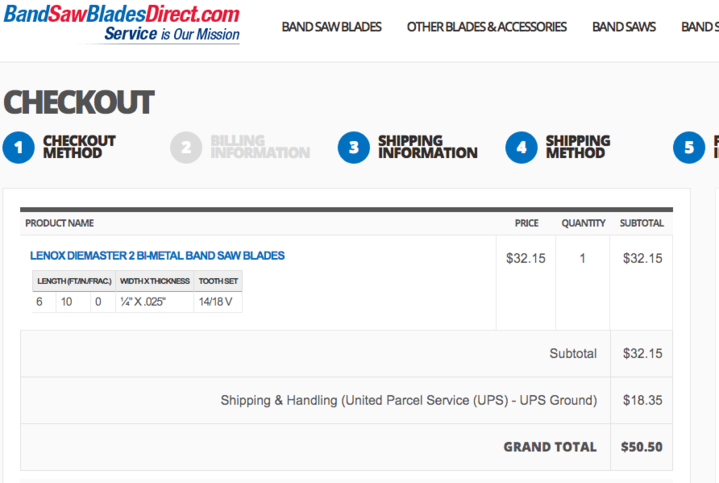 BandSawBladesDirect.com
Service is Our Mission
BAND SAW BLADES OTHER BLADES & ACCESSORIES BAND SAWS BAND
CHECKOUT
1 CHECKOUT METHOD
2 BILLING INFORMATION
3 SHIPPING INFORMATION
4 SHIPPING METHOD
5
PRODUCT NAME PRICE QUANTITY SUBTOTAL
LENOX DIEMASTER 2 BI-METAL BAND SAW BLADES $32.15 1 $32.15
LENGTH (FT/IN/FRAC.) WIDTH X THICKNESS TOOTH SET
6 10 0 ¼" X .025" 14/18 V
Subtotal $32.15
Shipping & Handling (United Parcel Service (UPS) - UPS Ground) $18.35
GRAND TOTAL $50.50